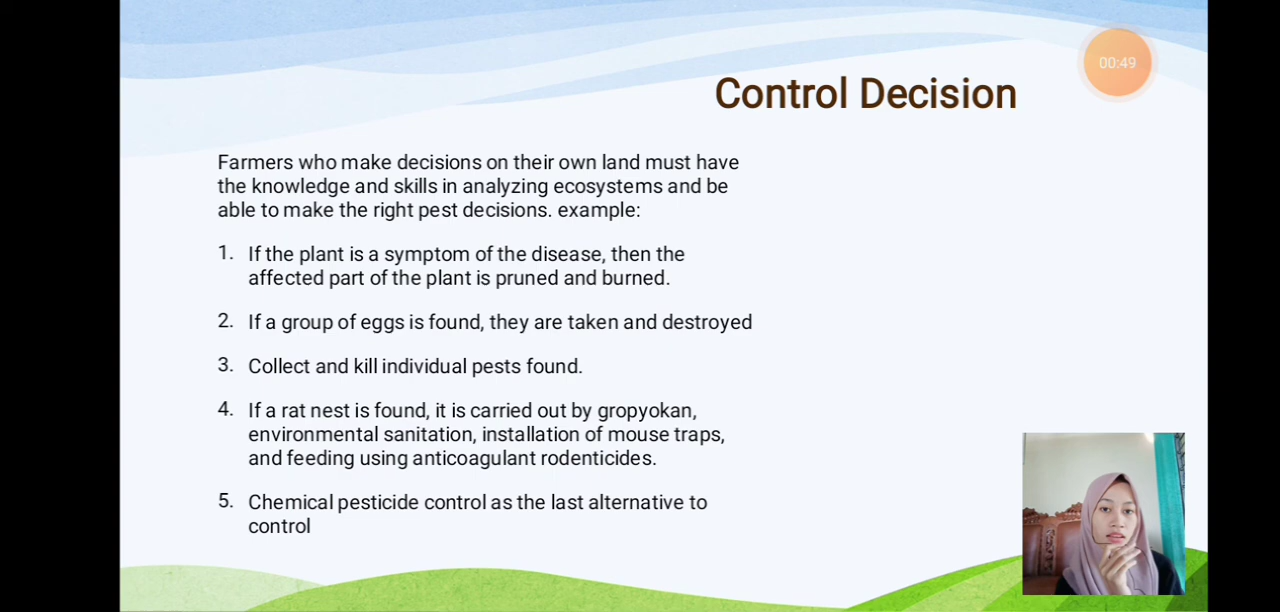 00:49
Control Decision
Farmers who make decisions on their own land must have
the knowledge and skills in analyzing ecosystems and be
able to make the right pest decisions. example:
1. If the plant is a symptom of the disease, then the
affected part of the plant is pruned and burned.
2. If a group of eggs is found, they are taken and destroyed
3. Collect and kill individual pests found.
4. If a rat nest is found, it is carried out by gropyokan,
environmental sanitation, installation of mouse traps,
and feeding using anticoagulant rodenticides.
5. Chemical pesticide control as the last alternative to
control